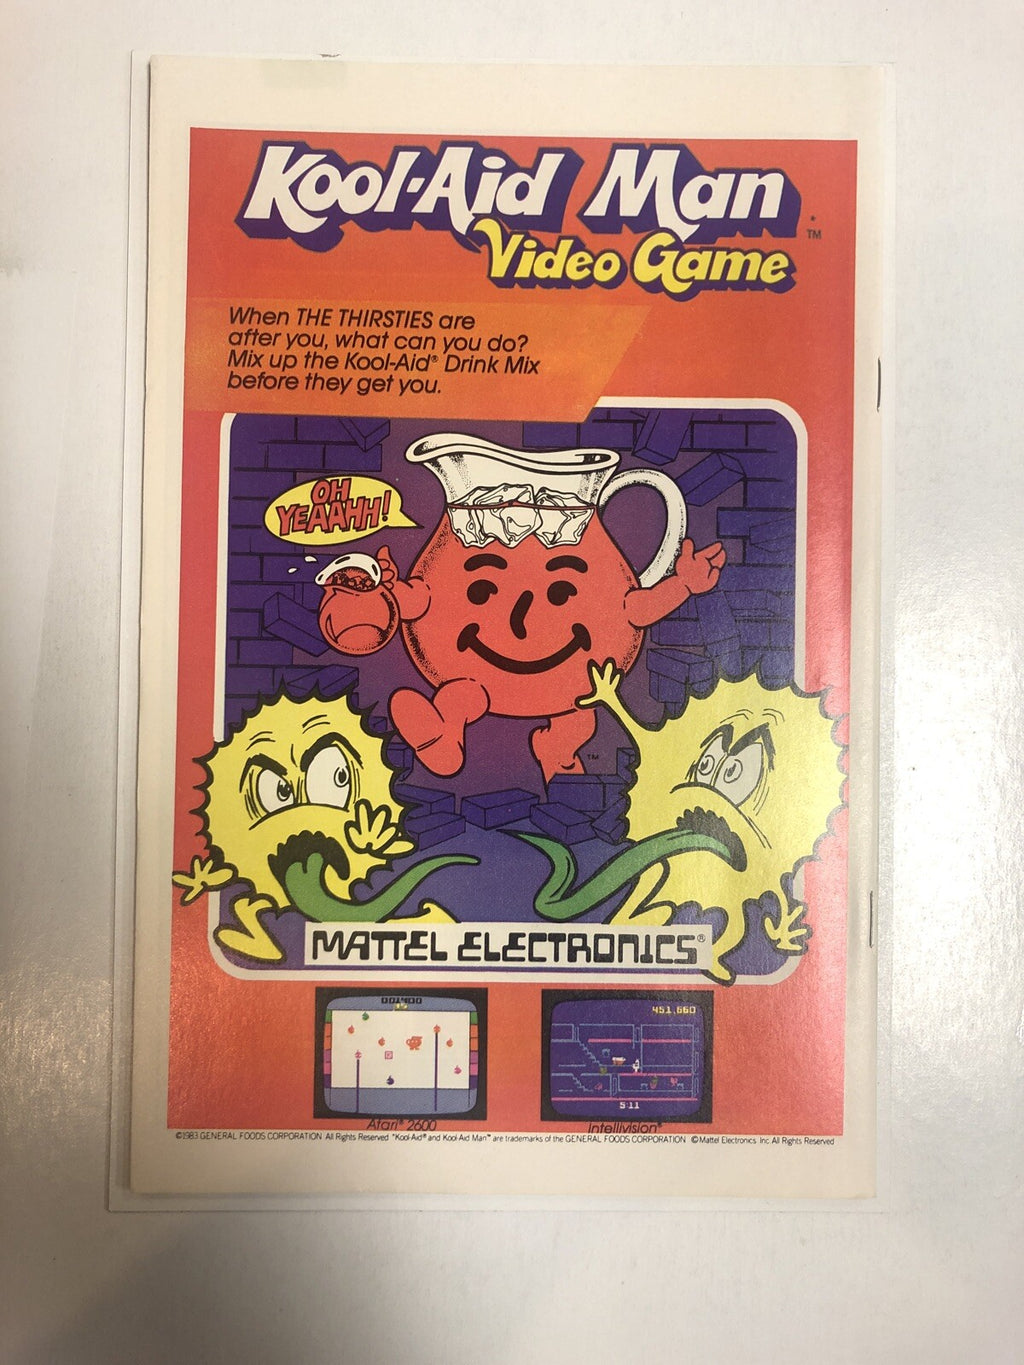 Kool-Aid Man
™
Video Game
When THE THIRSTIES are
after you, what can you do?
Mix up the Kool-Aid® Drink Mix
before they get you.
OH
YEAAHH!
™
MATTEL ELECTRONICS®
451,660
5:11
Atari® 2600
Intellivision®
©1983 GENERAL FOODS CORPORATION All Rights Reserved "Kool-Aid® and Kool-Aid Man™ are trademarks of the GENERAL FOODS CORPORATION ©Mattel Electronics Inc All Rights Reserved